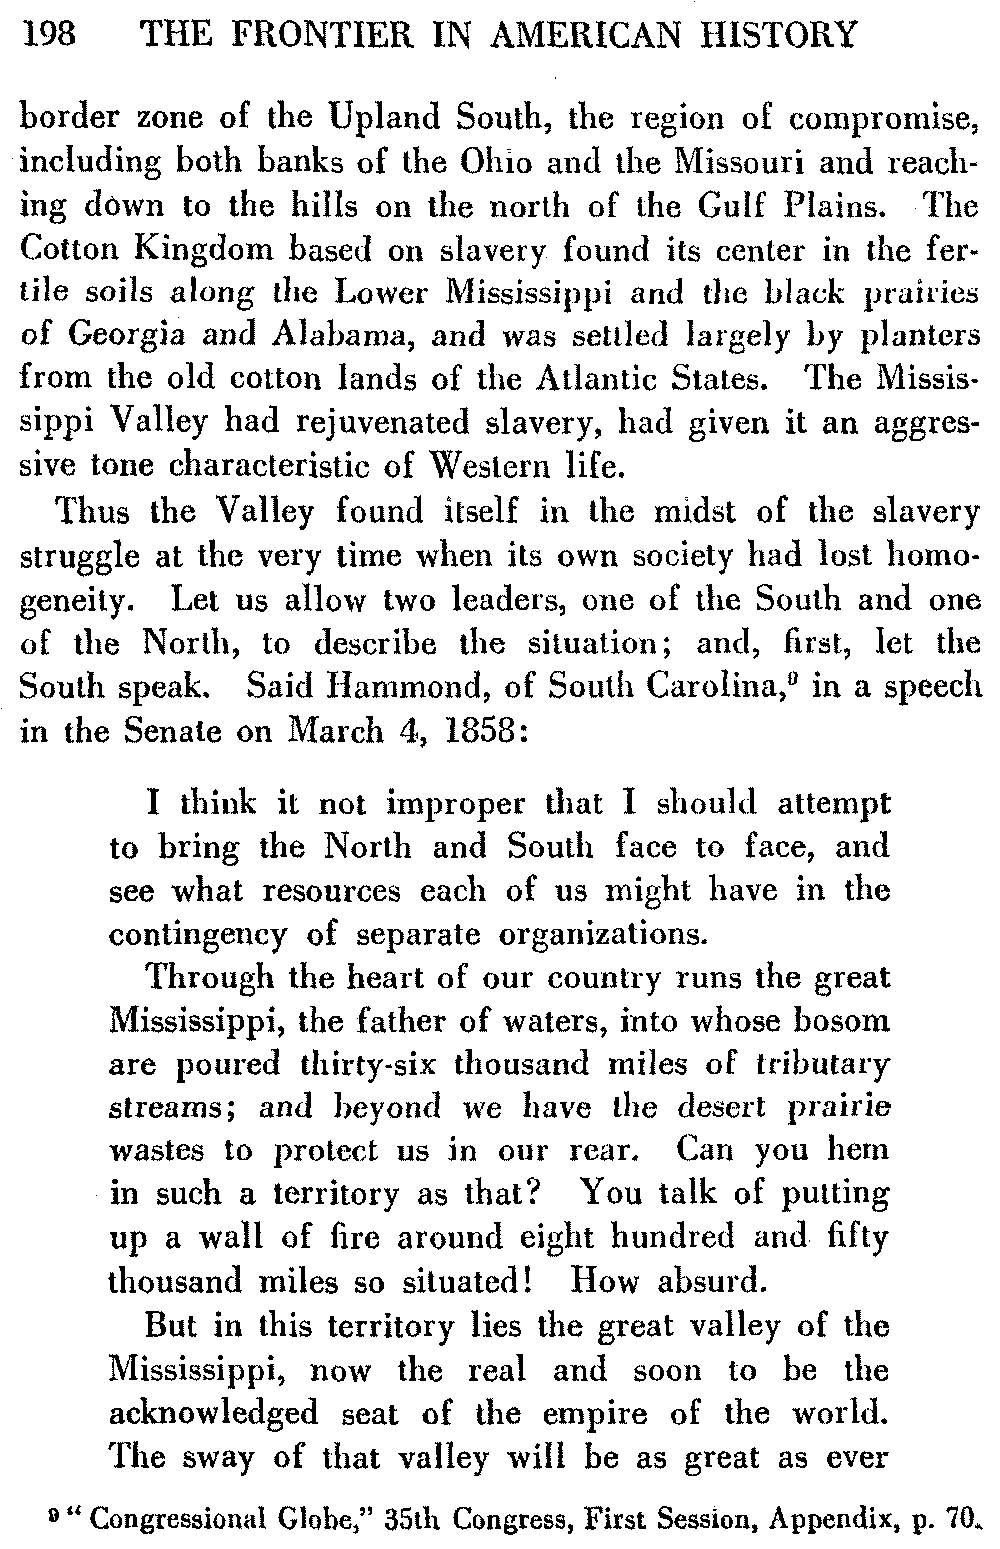 198 THE FRONTIER IN AMERICAN HISTORY
border zone of the Upland South, the region of compromise,
including both banks of the Ohio and the Missouri and reach-
ing down to the hills on the north of the Gulf Plains. The
Cotton Kingdom based on slavery found its center in the fer-
tile soils along the Lower Mississippi and the black prairies
of Georgia and Alabama, and was settled largely by planters
from the old cotton lands of the Atlantic States. The Missis-
sippi Valley had rejuvenated slavery, had given it an aggres-
sive tone characteristic of Western life.
Thus the Valley found itself in the midst of the slavery
struggle at the very time when its own society had lost homo-
geneity. Let us allow two leaders, one of the South and one
of the North, to describe the situation; and, first, let the
South speak. Said Hammond, of South Carolina,⁹ in a speech
in the Senate on March 4, 1858:
I think it not improper that I should attempt
to bring the North and South face to face, and
see what resources each of us might have in the
contingency of separate organizations.
Through the heart of our country runs the great
Mississippi, the father of waters, into whose bosom
are poured thirty-six thousand miles of tributary
streams; and beyond we have the desert prairie
wastes to protect us in our rear. Can you hem
in such a territory as that? You talk of putting
up a wall of fire around eight hundred and fifty
thousand miles so situated! How absurd.
But in this territory lies the great valley of the
Mississippi, now the real and soon to be the
acknowledged seat of the empire of the world.
The sway of that valley will be as great as ever
⁹ "Congressional Globe," 35th Congress, First Session, Appendix, p. 70.